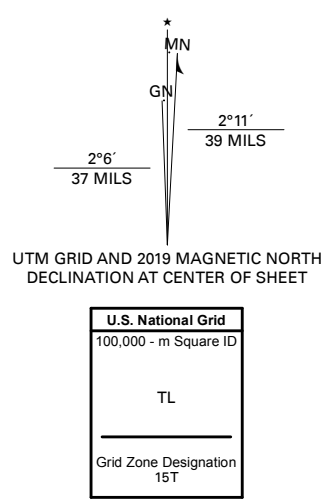 ★
MN
GN
2°11´
39 MILS
2°6´
37 MILS
UTM GRID AND 2019 MAGNETIC NORTH
DECLINATION AT CENTER OF SHEET
U.S. National Grid
100,000 - m Square ID
TL
Grid Zone Designation
15T